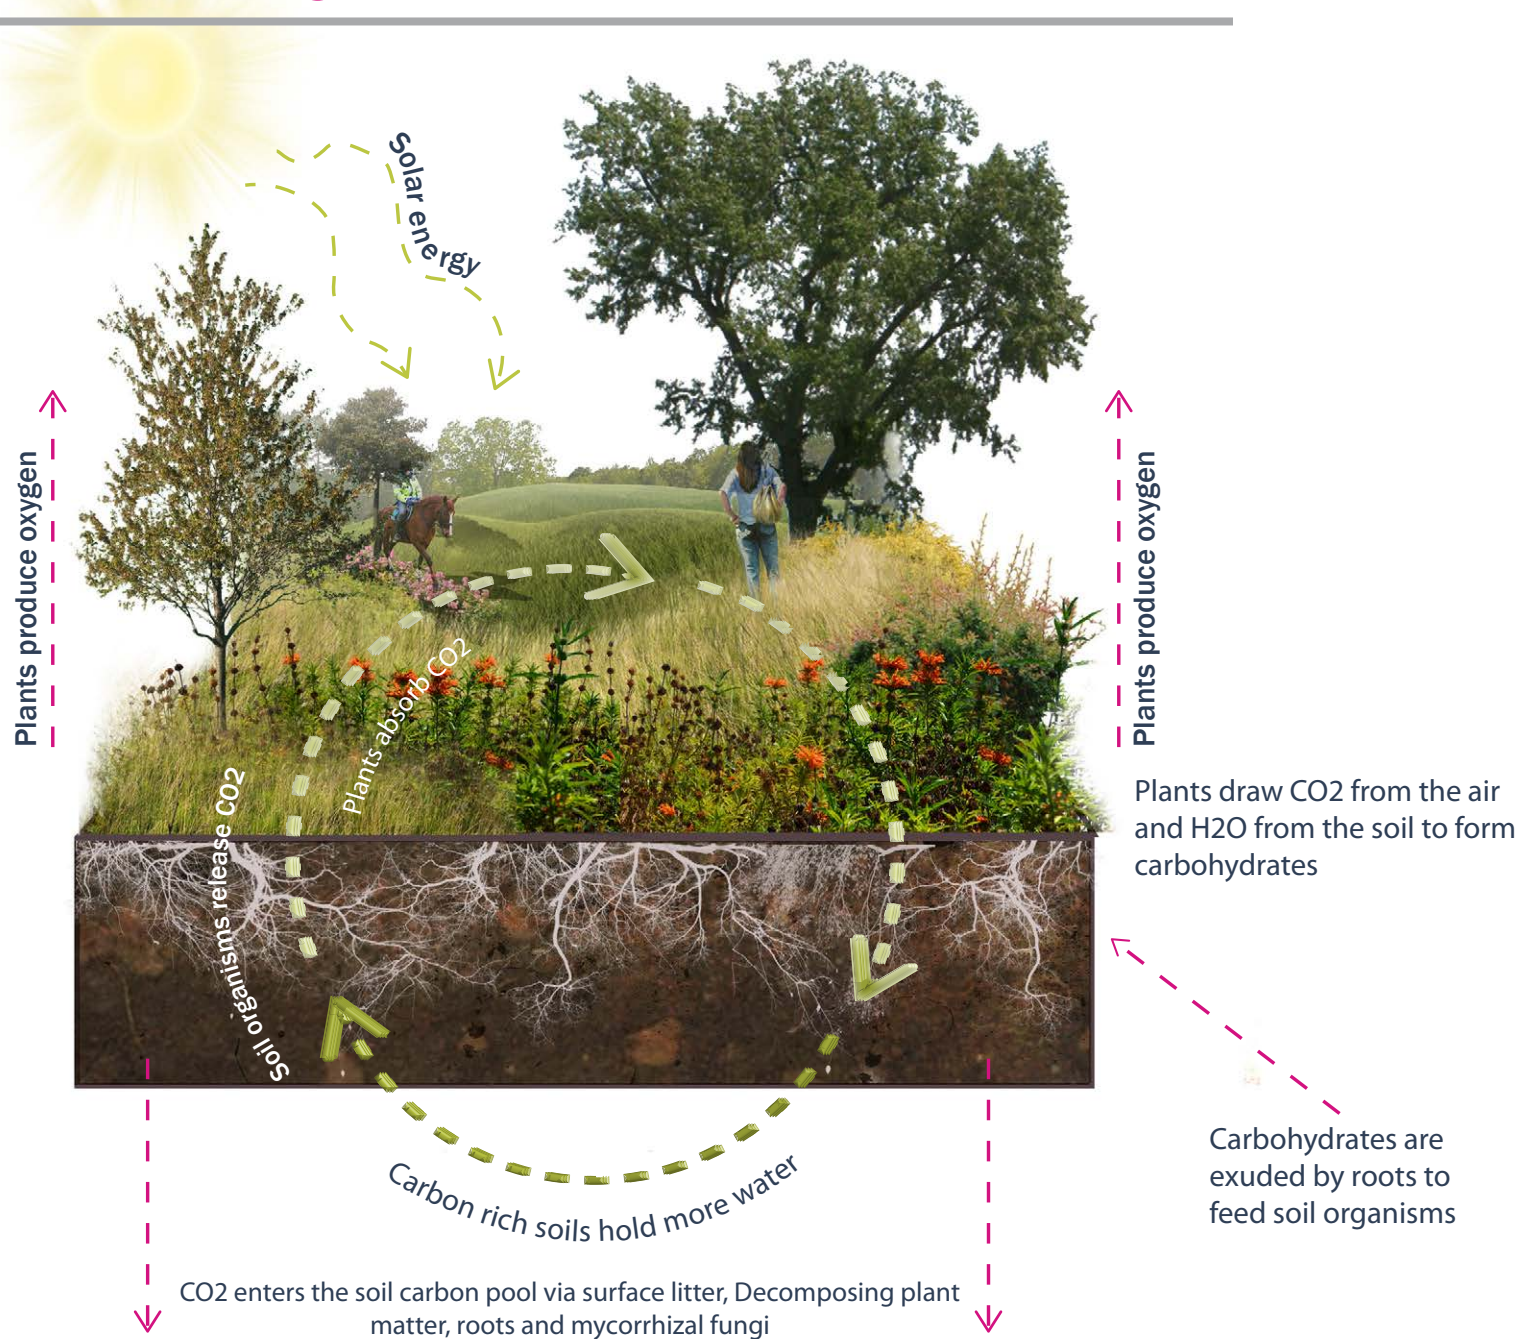 Solar energy
Plants produce oxygen
Plants produce oxygen
Plants absorb CO2
Soil organisms release CO2
Plants draw CO2 from the air
and H2O from the soil to form
carbohydrates
Carbohydrates are
exuded by roots to
feed soil organisms
Carbon rich soils hold more water
CO2 enters the soil carbon pool via surface litter, Decomposing plant
matter, roots and mycorrhizal fungi